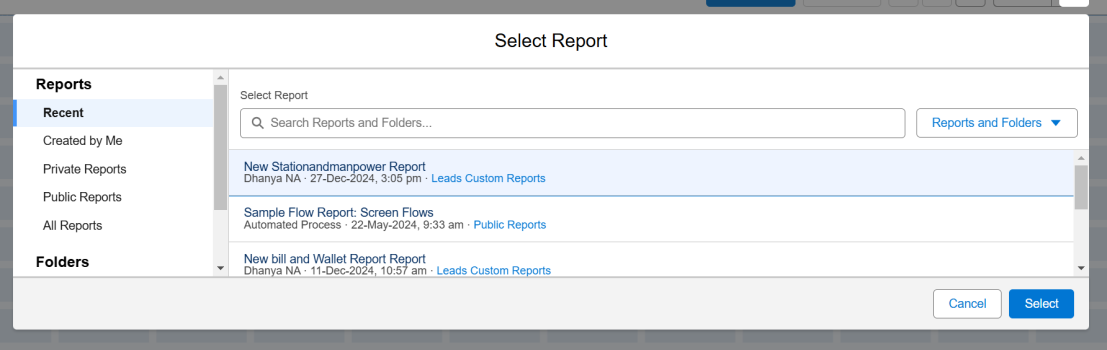 Select Report
Reports
Recent
Created by Me
Private Reports
Public Reports
All Reports
Folders
Select Report
Search Reports and Folders...
Reports and Folders
New Stationandmanpower Report
Dhanya NA · 27-Dec-2024, 3:05 pm · Leads Custom Reports
Sample Flow Report: Screen Flows
Automated Process · 22-May-2024, 9:33 am · Public Reports
New bill and Wallet Report Report
Dhanya NA · 11-Dec-2024, 10:57 am · Leads Custom Reports
Cancel
Select